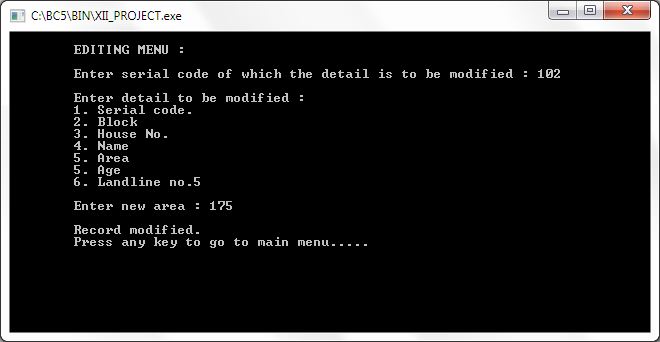 C:\BC5\BIN\XII_PROJECT.exe
EDITING MENU :
Enter serial code of which the detail is to be modified : 102
Enter detail to be modified :
1. Serial code.
2. Block
3. House No.
4. Name
5. Area
5. Age
6. Landline no.5
Enter new area : 175
Record modified.
Press any key to go to main menu.....